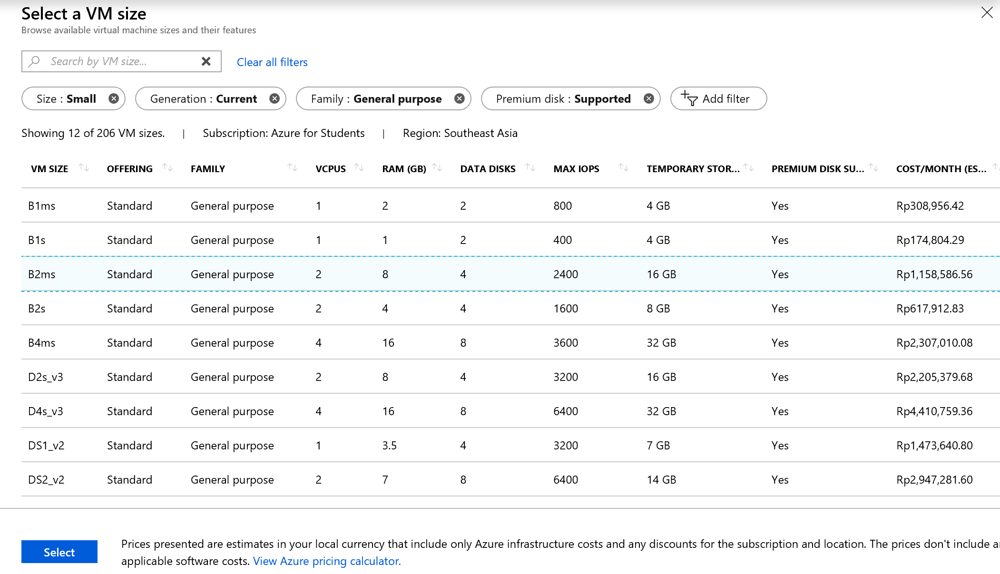 Select a VM size
Browse available virtual machine sizes and their features
Search by VM size... Clear all filters
Size : Small Generation : Current Family : General purpose Premium disk : Supported Add filter
Showing 12 of 206 VM sizes. | Subscription: Azure for Students | Region: Southeast Asia
VM SIZE OFFERING FAMILY VCPUS RAM (GB) DATA DISKS MAX IOPS TEMPORARY STOR... PREMIUM DISK SU... COST/MONTH (ES...
B1ms Standard General purpose 1 2 2 800 4 GB Yes Rp308,956.42
B1s Standard General purpose 1 1 2 400 4 GB Yes Rp174,804.29
B2ms Standard General purpose 2 8 4 2400 16 GB Yes Rp1,158,586.56
B2s Standard General purpose 2 4 4 1600 8 GB Yes Rp617,912.83
B4ms Standard General purpose 4 16 8 3600 32 GB Yes Rp2,307,010.08
D2s_v3 Standard General purpose 2 8 4 3200 16 GB Yes Rp2,205,379.68
D4s_v3 Standard General purpose 4 16 8 6400 32 GB Yes Rp4,410,759.36
DS1_v2 Standard General purpose 1 3.5 4 3200 7 GB Yes Rp1,473,640.80
DS2_v2 Standard General purpose 2 7 8 6400 14 GB Yes Rp2,947,281.60
Select
Prices presented are estimates in your local currency that include only Azure infrastructure costs and any discounts for the subscription and location. The prices don't include
applicable software costs. View Azure pricing calculator.